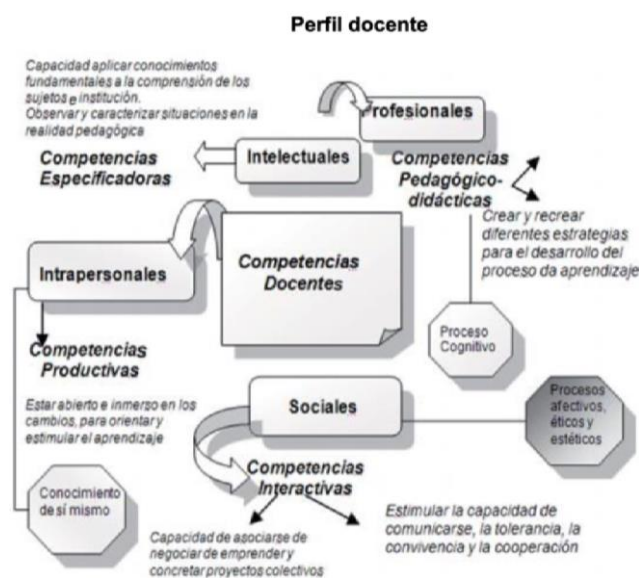 Perfil docente
Capacidad aplicar conocimientos
fundamentales a la comprensión de los
sujetos e institución.
Observar y caracterizar situaciones en la
realidad pedagógica
Profesionales
Intelectuales
Competencias
Especificadoras
Competencias
Pedagógico-
didácticas
Crear y recrear
diferentes estrategias
para el desarrollo del
proceso da aprendizaje
Intrapersonales
Competencias
Docentes
Proceso
Cognitivo
Competencias
Productivas
Estar abierto e inmerso en los
cambios, para orientar y
estimular el aprendizaje
Sociales
Procesos
afectivos,
éticos y
estéticos
Competencias
Interactivas
Conocimiento
de sí mismo
Capacidad de asociarse de
negociar de emprender y
concretar proyectos colectivos
Estimular la capacidad de
comunicarse, la tolerancia, la
convivencia y la cooperación